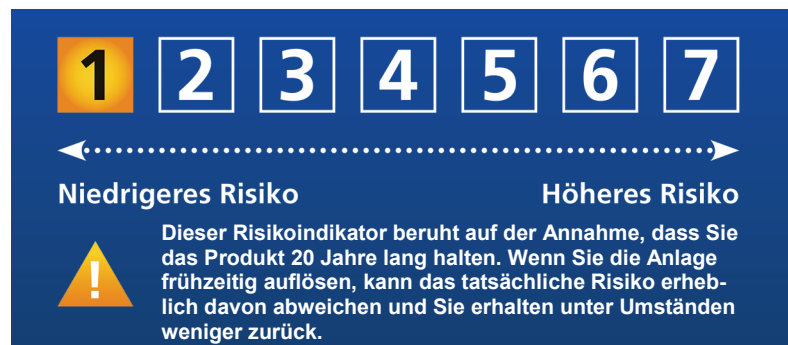 1 2 3 4 5 6 7
Niedrigeres Risiko Höheres Risiko
Dieser Risikoindikator beruht auf der Annahme, dass Sie
das Produkt 20 Jahre lang halten. Wenn Sie die Anlage
frühzeitig auflösen, kann das tatsächliche Risiko erheb-
lich davon abweichen und Sie erhalten unter Umständen
weniger zurück.